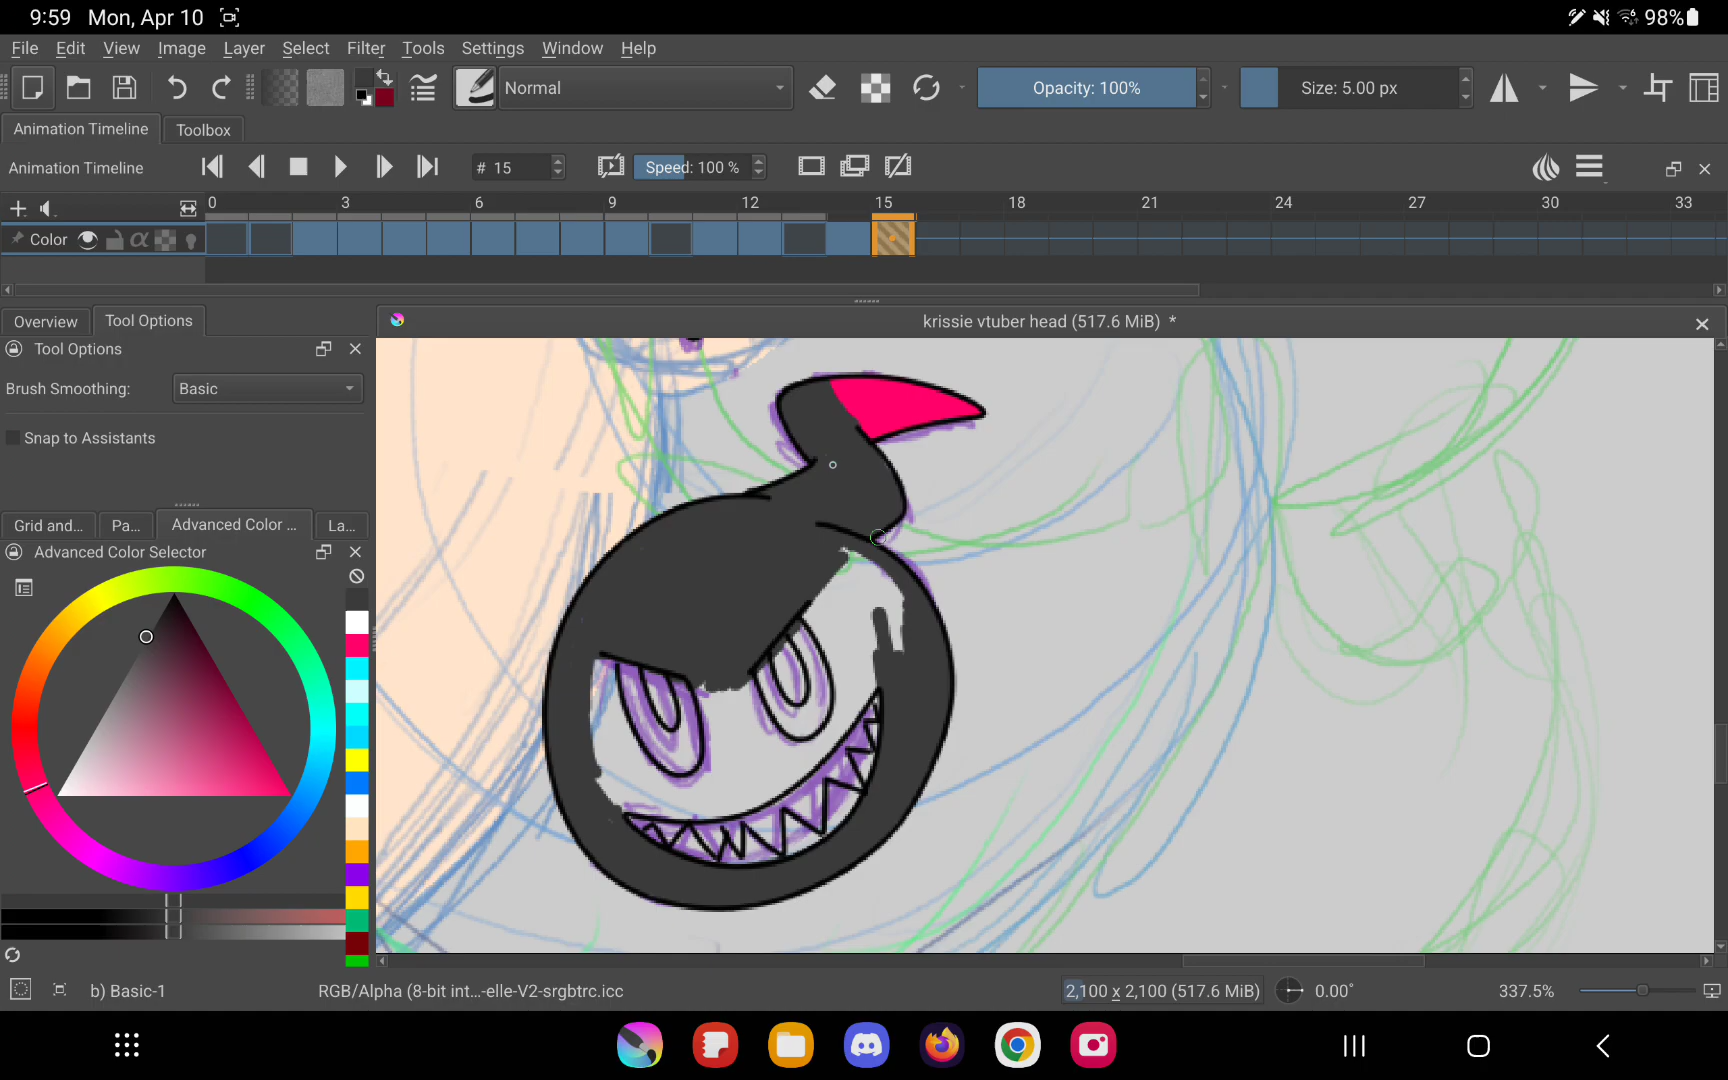 9:59 Mon, Apr 10 98%
File Edit View Image Layer Select Filter Tools Settings Window Help
Normal Opacity: 100% Size: 5.00 px
Animation Timeline Toolbox
Animation Timeline # 15 Speed: 100 %
0 3 6 9 12 15 18 21 24 27 30 33
Color α
Overview Tool Options
krissie vtuber head (517.6 MiB) *
Tool Options
Brush Smoothing: Basic
Snap to Assistants
Grid and... Pa... Advanced Color ... La...
Advanced Color Selector
b) Basic-1 RGB/Alpha (8-bit int...-elle-V2-srgbtrc.icc 2,100 x 2,100 (517.6 MiB) 0.00° 337.5%